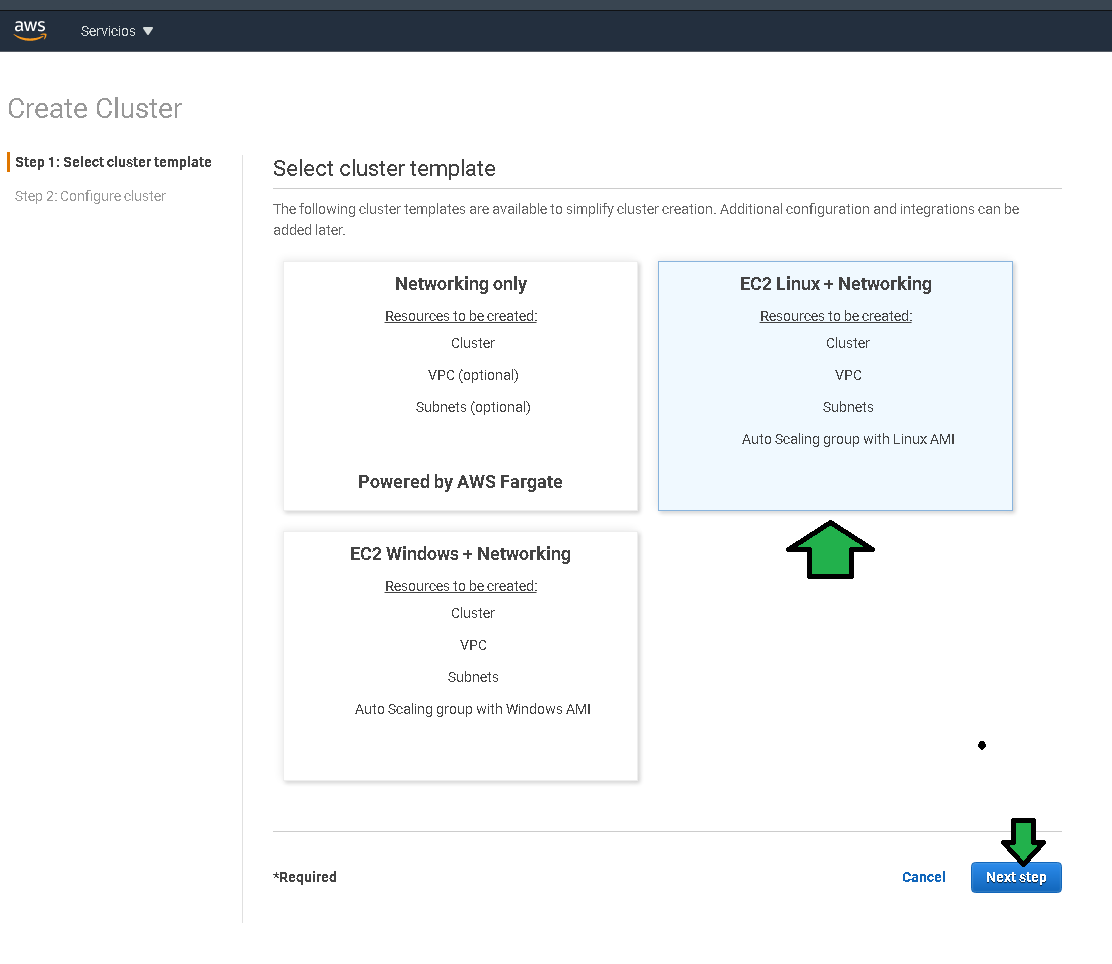 aws
Servicios
Create Cluster
Step 1: Select cluster template
Step 2: Configure cluster
Select cluster template
The following cluster templates are available to simplify cluster creation. Additional configuration and integrations can be
added later.
Networking only
Resources to be created:
Cluster
VPC (optional)
Subnets (optional)
Powered by AWS Fargate
EC2 Linux + Networking
Resources to be created:
Cluster
VPC
Subnets
Auto Scaling group with Linux AMI
EC2 Windows + Networking
Resources to be created:
Cluster
VPC
Subnets
Auto Scaling group with Windows AMI
*Required
Cancel
Next step